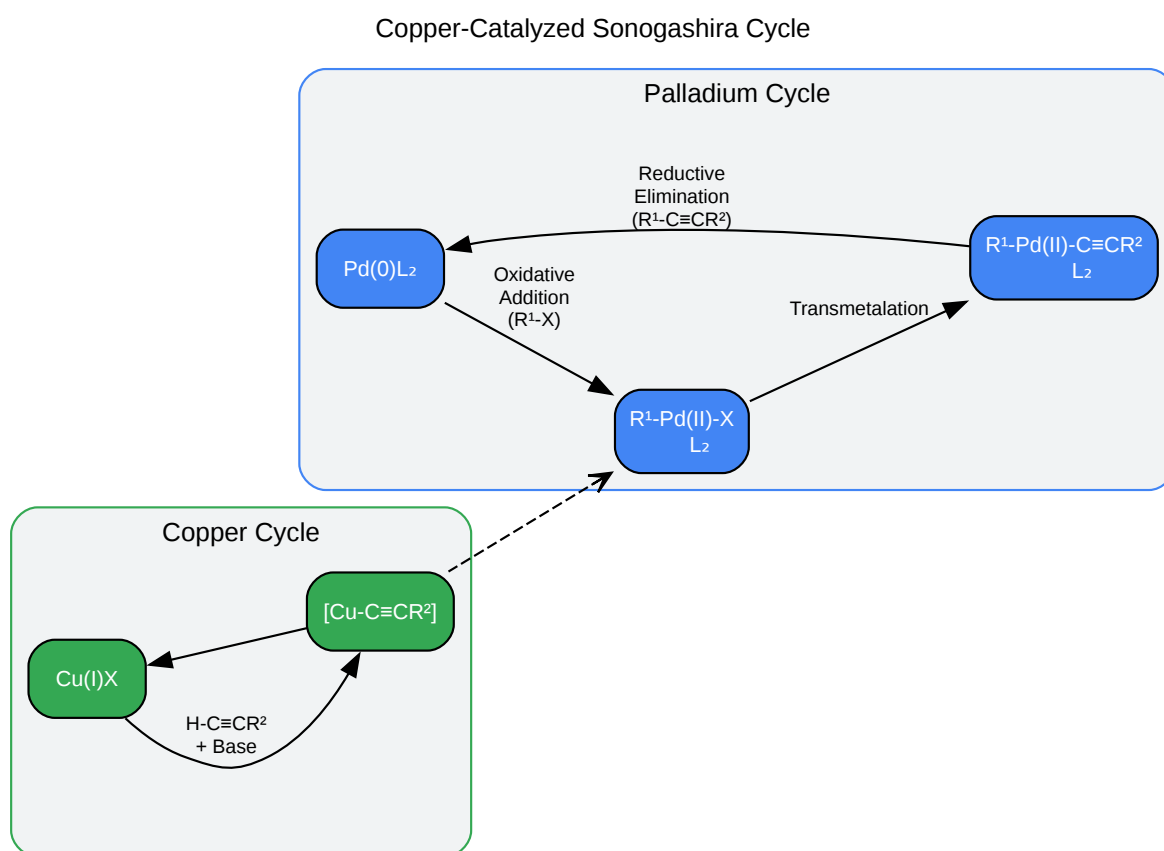 Copper-Catalyzed Sonogashira Cycle
Palladium Cycle
Reductive
Elimination
(R¹-C≡CR²)
Pd(0)L₂
Oxidative
Addition
(R¹-X)
R¹-Pd(II)-C≡CR²
L₂
Transmetalation
R¹-Pd(II)-X
L₂
Copper Cycle
[Cu-C≡CR²]
Cu(I)X
H-C≡CR²
+ Base